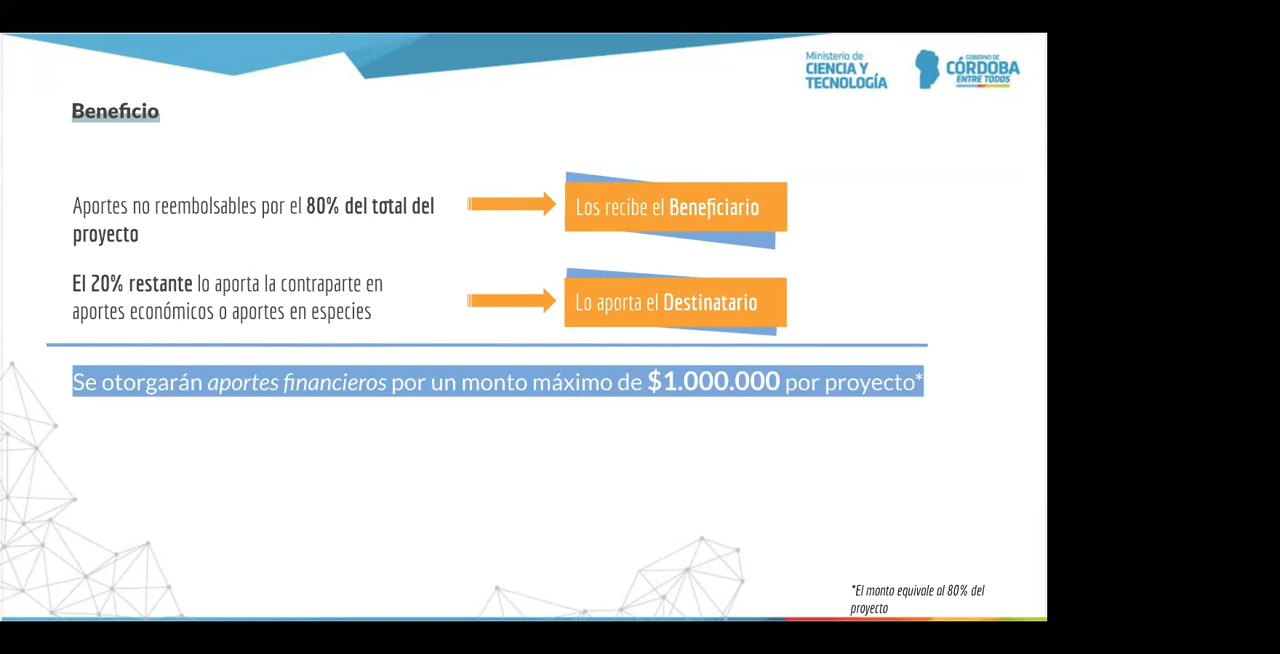 Ministerio de
CIENCIA Y
TECNOLOGÍA
GOBIERNO DE
CÓRDOBA
ENTRE TODOS
Beneficio
Aportes no reembolsables por el 80% del total del
proyecto
Los recibe el Beneficiario
El 20% restante lo aporta la contraparte en
aportes económicos o aportes en especies
Lo aporta el Destinatario
Se otorgarán aportes financieros por un monto máximo de $1.000.000 por proyecto*
*El monto equivale al 80% del
proyecto